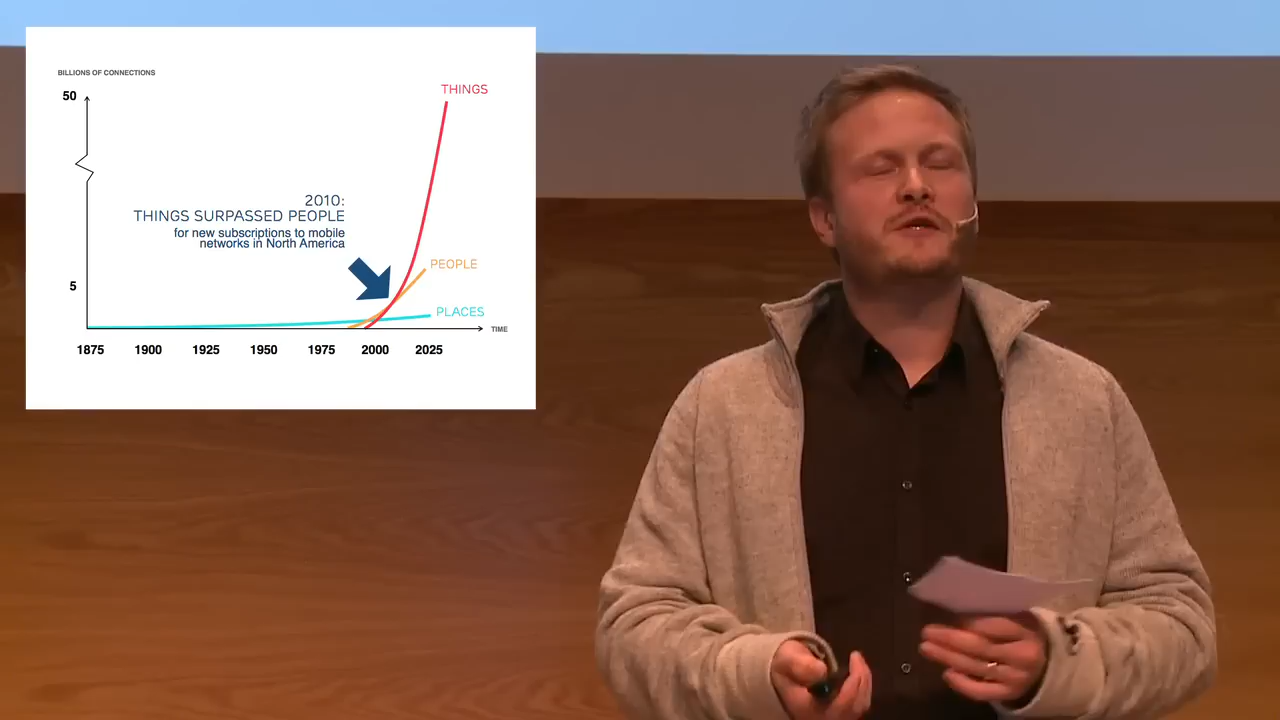 BILLIONS OF CONNECTIONS
50
THINGS
2010:
THINGS SURPASSED PEOPLE
for new subscriptions to mobile
networks in North America
PEOPLE
5
PLACES
TIME
1875 1900 1925 1950 1975 2000 2025